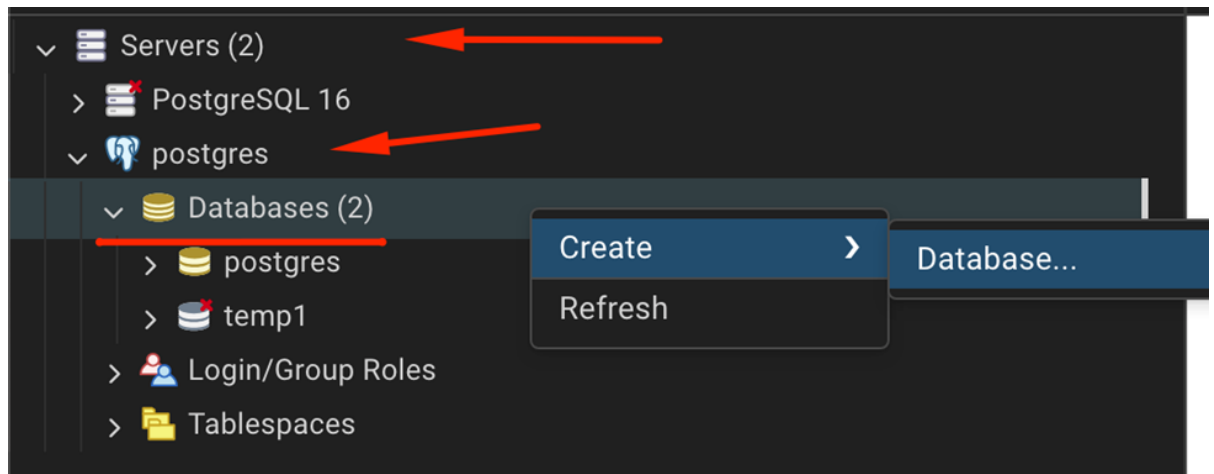 Servers (2)
PostgreSQL 16
postgres
Databases (2)
Create
Database...
postgres
Refresh
temp1
Login/Group Roles
Tablespaces